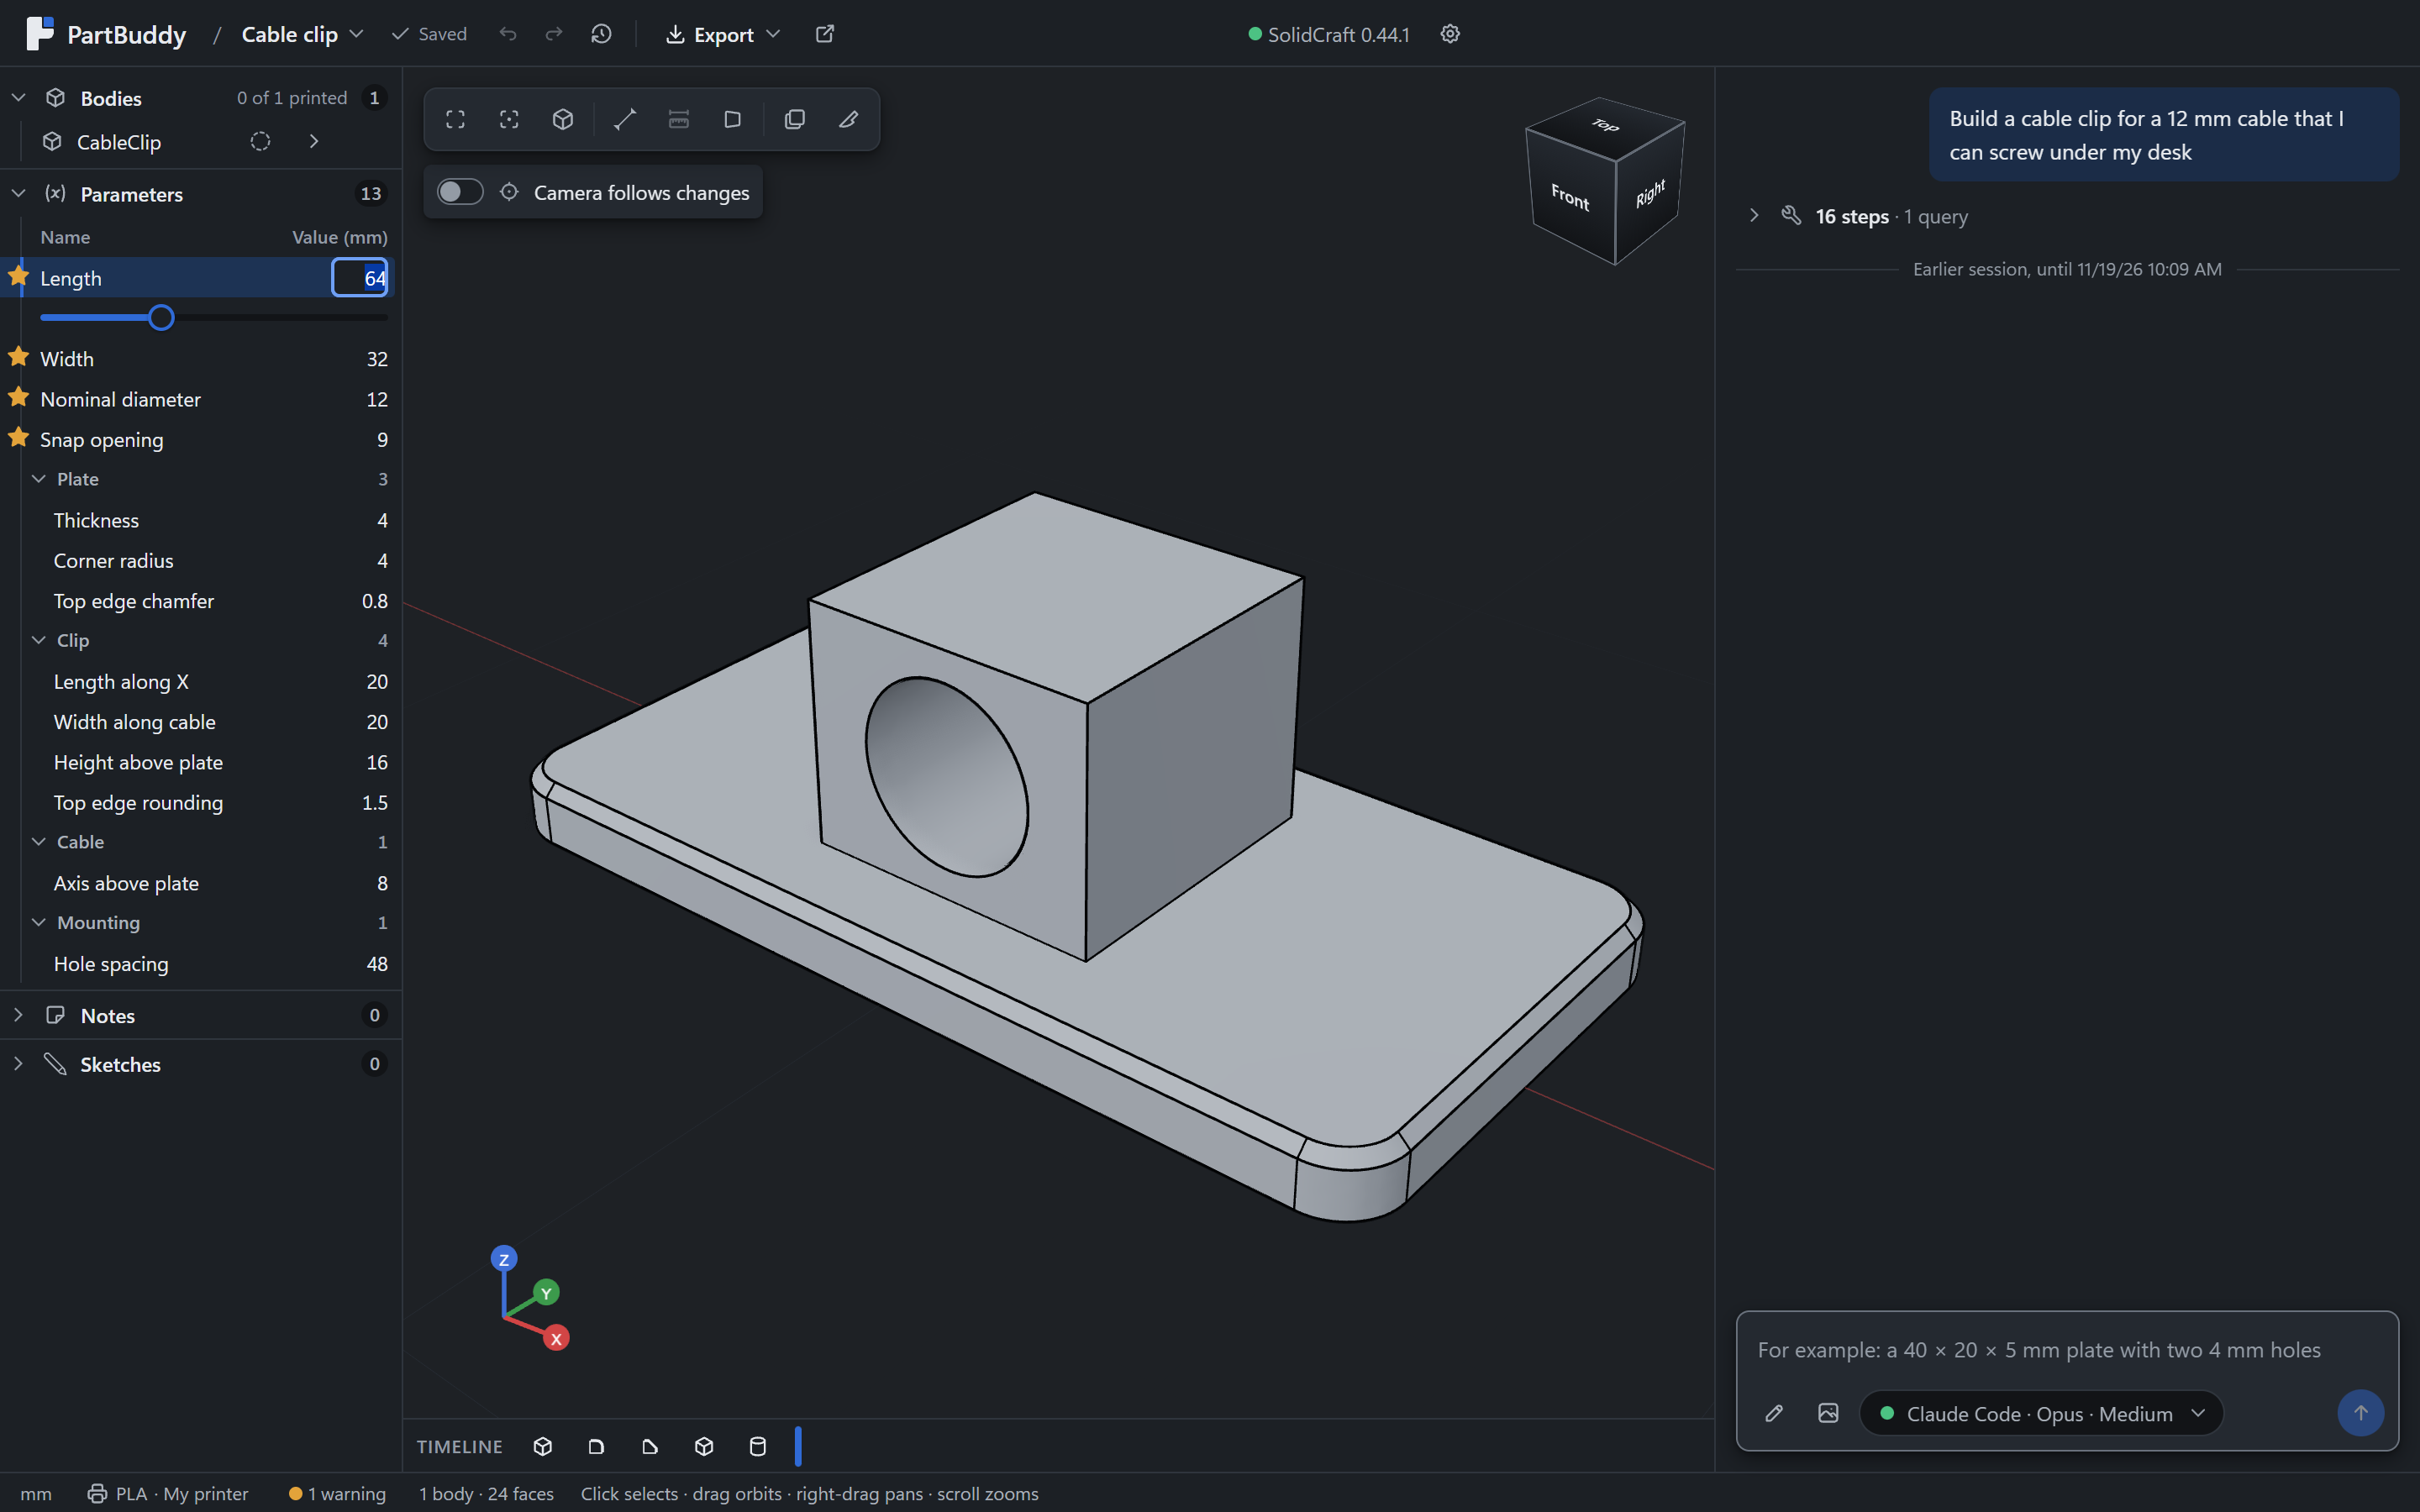 PartBuddy / Cable clip Saved Export SolidCraft 0.44.1
Bodies 0 of 1 printed 1
CableClip
Parameters 13
Name Value (mm)
Length 64
Width 32
Nominal diameter 12
Snap opening 9
Plate 3
Thickness 4
Corner radius 4
Top edge chamfer 0.8
Clip 4
Length along X 20
Width along cable 20
Height above plate 16
Top edge rounding 1.5
Cable 1
Axis above plate 8
Mounting 1
Hole spacing 48
Notes 0
Sketches 0
Camera follows changes
Top
Front
Right
Z
Y
X
TIMELINE
Build a cable clip for a 12 mm cable that I
can screw under my desk
16 steps · 1 query
Earlier session, until 11/19/26 10:09 AM
For example: a 40 × 20 × 5 mm plate with two 4 mm holes
Claude Code · Opus · Medium
mm PLA · My printer 1 warning 1 body · 24 faces Click selects · drag orbits · right-drag pans · scroll zooms